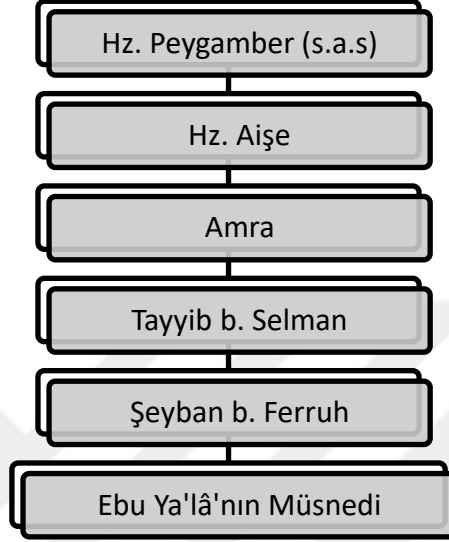 Hz. Peygamber (s.a.s)
Hz. Aişe
Amra
Tayyib b. Selman
Şeyban b. Ferruh
Ebu Ya'lâ'nın Müsnedi